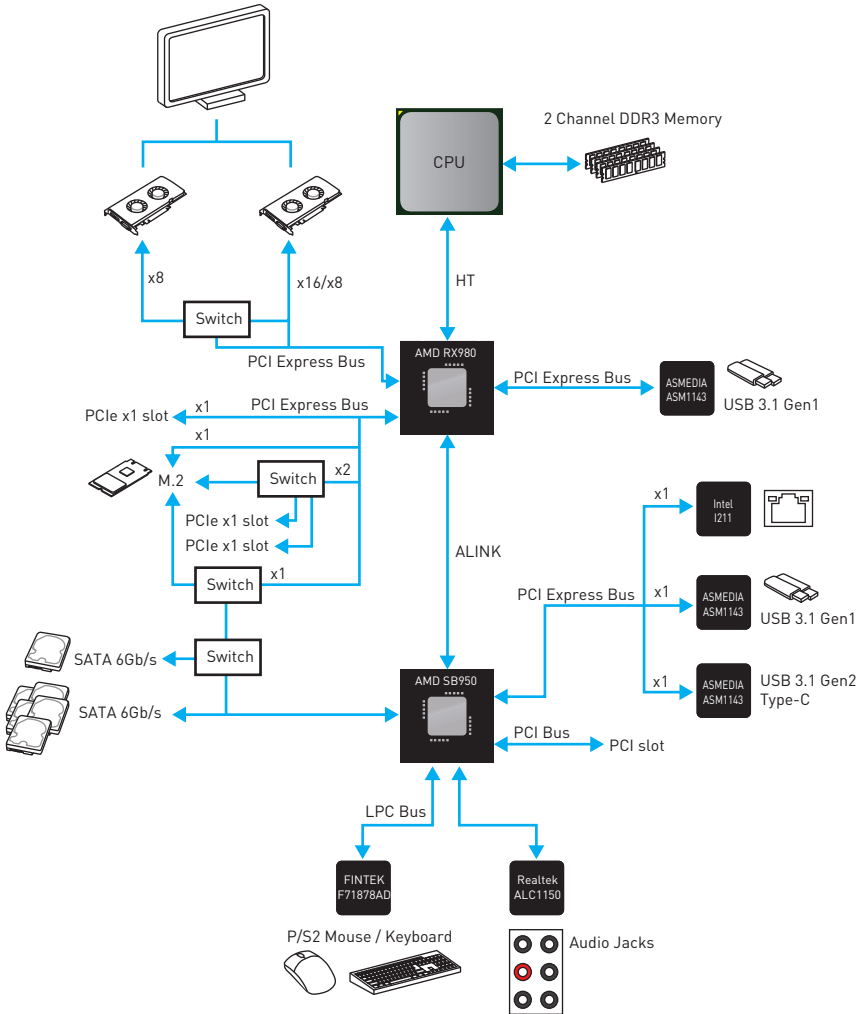 2 Channel DDR3 Memory
CPU
x8
x16/x8
HT
Switch
AMD RX980
PCI Express Bus
PCI Express Bus
ASMEDIA
ASM1143
USB 3.1 Gen1
x1
PCI Express Bus
PCIe x1 slot
x1
M.2
Switch
x2
PCIe x1 slot
PCIe x1 slot
ALINK
x1
Intel
I211
Switch
x1
PCI Express Bus
x1
ASMEDIA
ASM1143
USB 3.1 Gen1
SATA 6Gb/s
Switch
AMD SB950
x1
ASMEDIA
ASM1143
USB 3.1 Gen2
Type-C
SATA 6Gb/s
PCI Bus
PCI slot
LPC Bus
FINTEK
F71878AD
Realtek
ALC1150
P/S2 Mouse / Keyboard
Audio Jacks